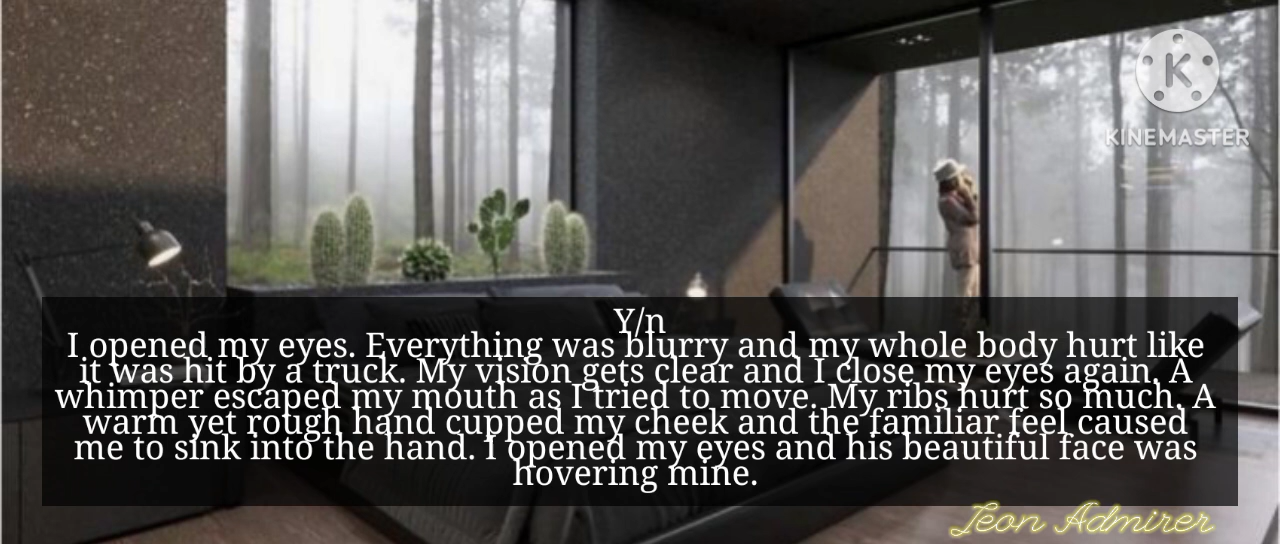 K
KINEMASTER
Y/n
I opened my eyes. Everything was blurry and my whole body hurt like
it was hit by a truck. My vision gets clear and I close my eyes again. A
whimper escaped my mouth as I tried to move. My ribs hurt so much. A
warm yet rough hand cupped my cheek and the familiar feel caused
me to sink into the hand. I opened my eyes and his beautiful face was
hovering mine.
Leon Admirer